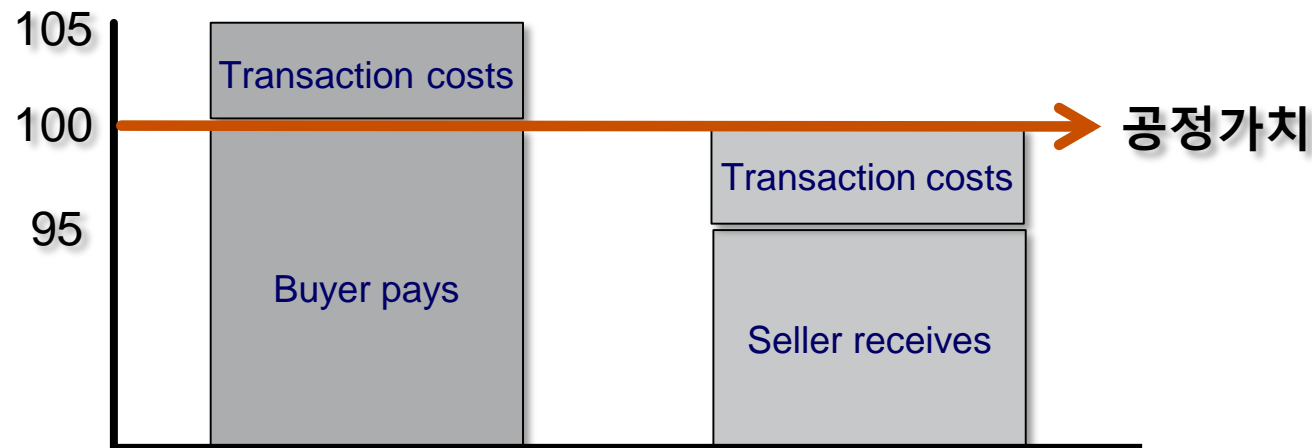 105
Transaction costs
100
공정가치
Transaction costs
95
Buyer pays
Seller receives